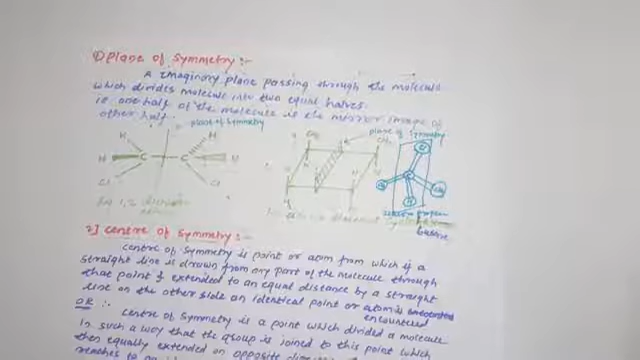 1) Plane of Symmetry :-
A Imaginary plane passing through the molecule
which divides molecule into two equal halves.
i.e. one half of the molecule is the mirror image of
other half.
plane of Symmetry
plane of Symmetry
H
H
H
C
C
H
Cl
Cl
CH3
2] Centre of Symmetry :-
Centre of Symmetry is point or atom from which if a
straight line is drawn from any part of the molecule through
that point & extended to an equal distance by a straight
line on the other side an identical point or atom is
encountered
OR :-
Centre of Symmetry is a point which divided a molecule
in such a way that the group is joined to this point which
then equally extended on opposite
reaches to an